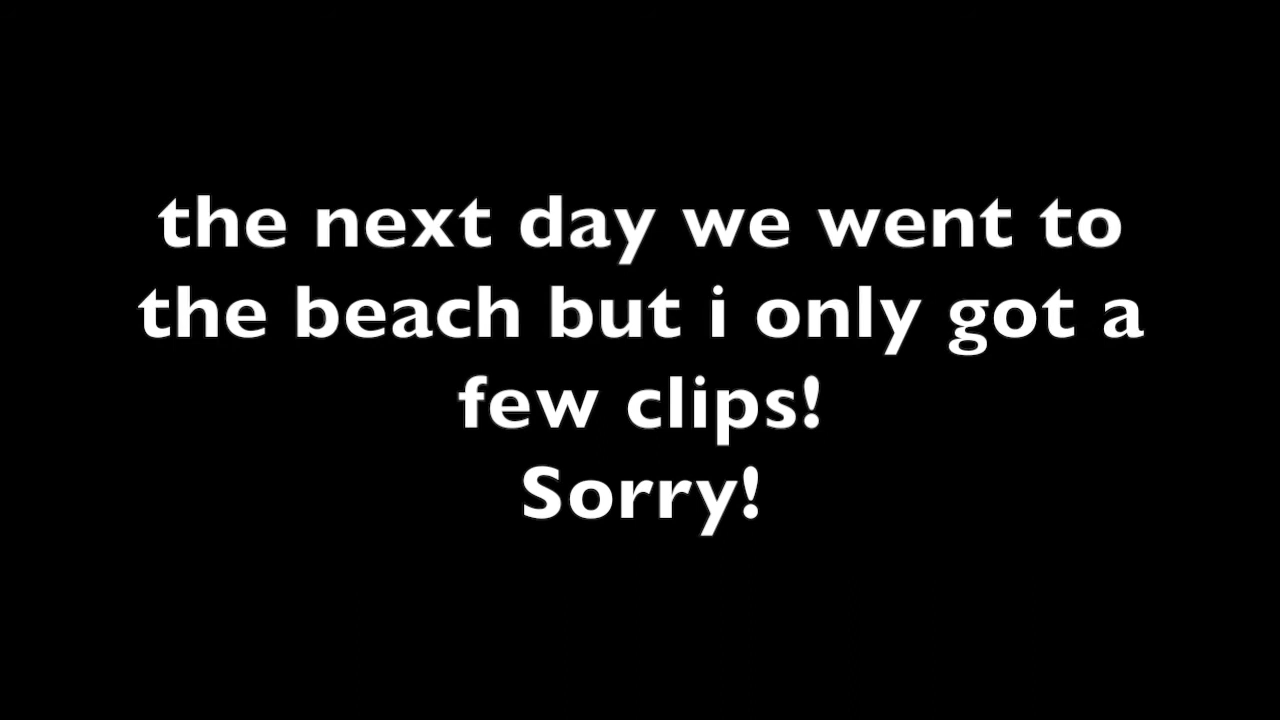 the next day we went to
the beach but i only got a
few clips!
Sorry!